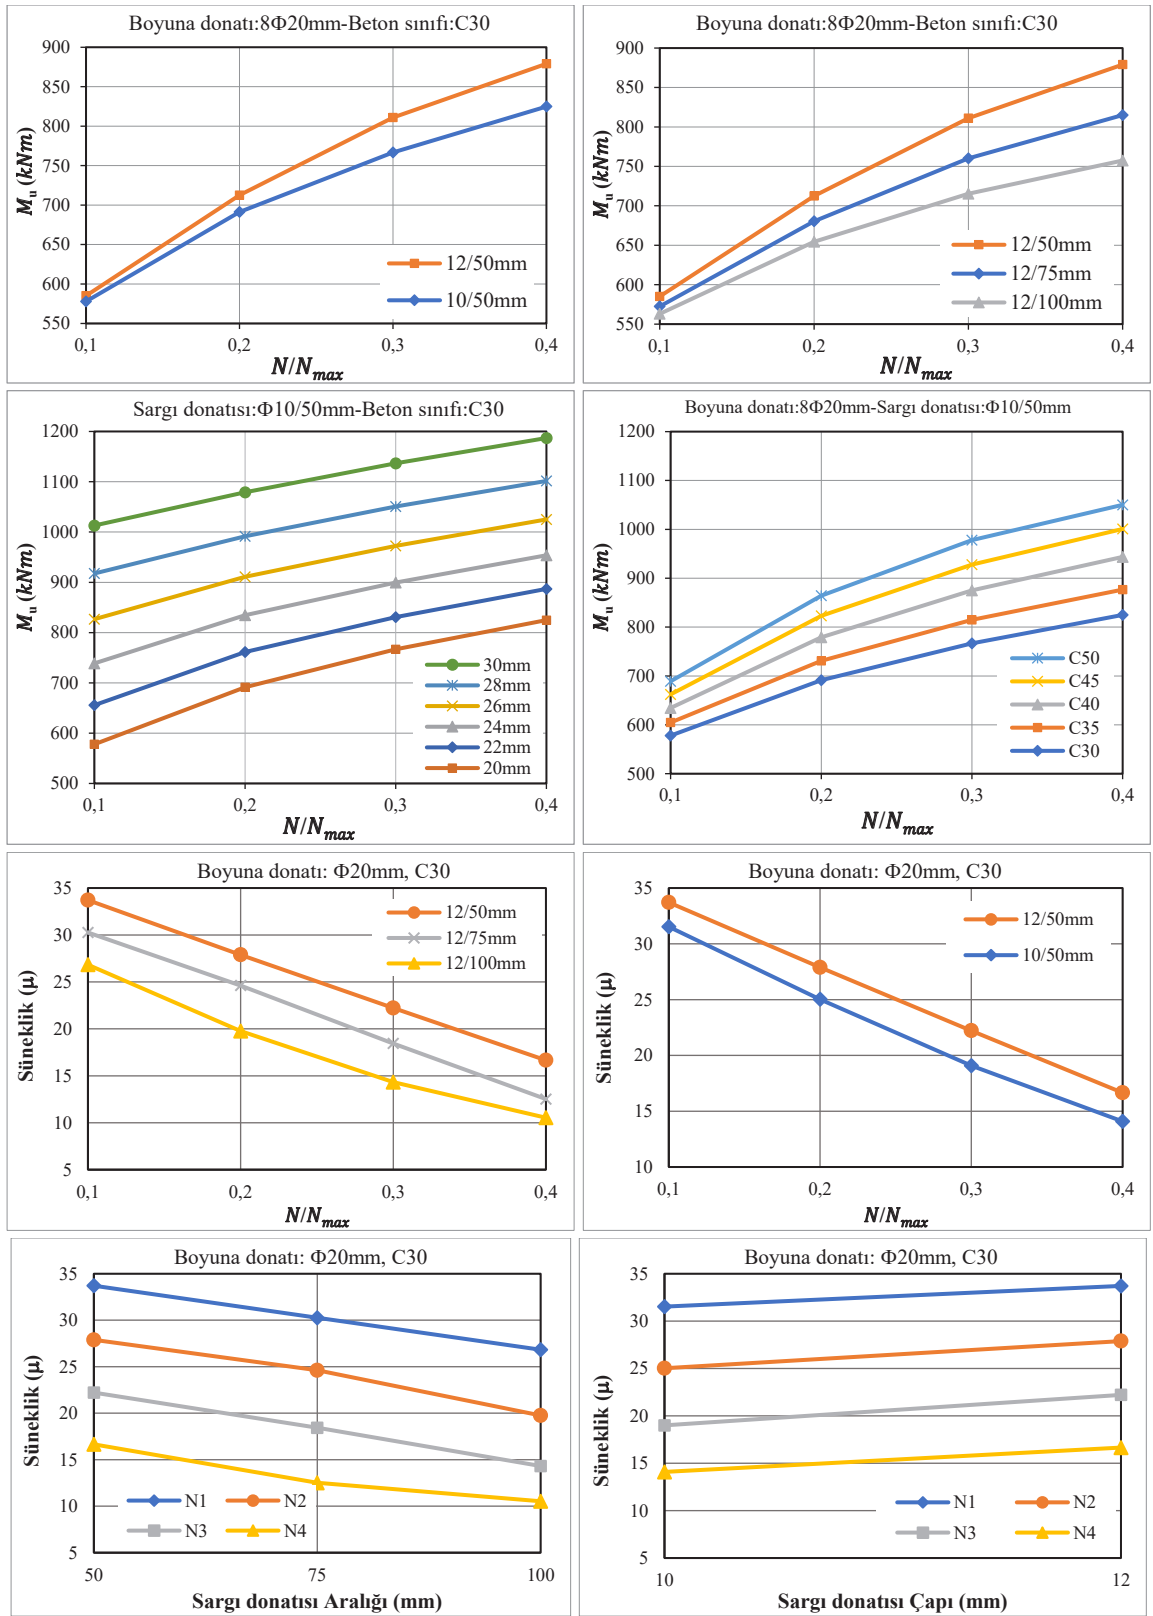 Boyuna donatı:8Φ20mm-Beton sınıfı:C30
900
850
800
750
700
650
600
550
M_u (kNm)
12/50mm
10/50mm
0,1 0,2 0,3 0,4
N/N_max
Boyuna donatı:8Φ20mm-Beton sınıfı:C30
900
850
800
750
700
650
600
550
M_u (kNm)
12/50mm
12/75mm
12/100mm
0,1 0,2 0,3 0,4
N/N_max
Sargı donatısı:Φ10/50mm-Beton sınıfı:C30
1200
1100
1000
900
800
700
600
500
M_u (kNm)
30mm
28mm
26mm
24mm
22mm
20mm
0,1 0,2 0,3 0,4
N/N_max
Boyuna donatı:8Φ20mm-Sargı donatısı:Φ10/50mm
1200
1100
1000
900
800
700
600
500
M_u (kNm)
C50
C45
C40
C35
C30
0,1 0,2 0,3 0,4
N/N_max
Boyuna donatı: Φ20mm, C30
35
30
25
20
15
10
5
Süneklik (μ)
12/50mm
12/75mm
12/100mm
0,1 0,2 0,3 0,4
N/N_max
Boyuna donatı: Φ20mm, C30
35
30
25
20
15
10
Süneklik (μ)
12/50mm
10/50mm
0,1 0,2 0,3 0,4
N/N_max
Boyuna donatı: Φ20mm, C30
35
30
25
20
15
10
5
Süneklik (μ)
N1 N2
N3 N4
50 75 100
Sargı donatısı Aralığı (mm)
Boyuna donatı: Φ20mm, C30
35
30
25
20
15
10
5
Süneklik (μ)
N1 N2
N3 N4
10 12
Sargı donatısı Çapı (mm)